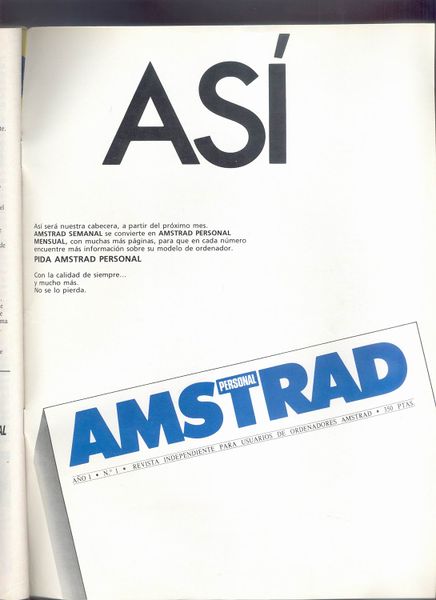 ASÍ
Así será nuestra cabecera, a partir del próximo mes.
AMSTRAD SEMANAL se convierte en AMSTRAD PERSONAL
MENSUAL, con muchas más páginas, para que en cada número
encuentre más información sobre su modelo de ordenador.
PIDA AMSTRAD PERSONAL
Con la calidad de siempre...
y mucho más.
No se lo pierda.
PERSONAL
AMSTRAD
AÑO I • N.º 1 • REVISTA INDEPENDIENTE PARA USUARIOS DE ORDENADORES AMSTRAD • 350 PTAS.